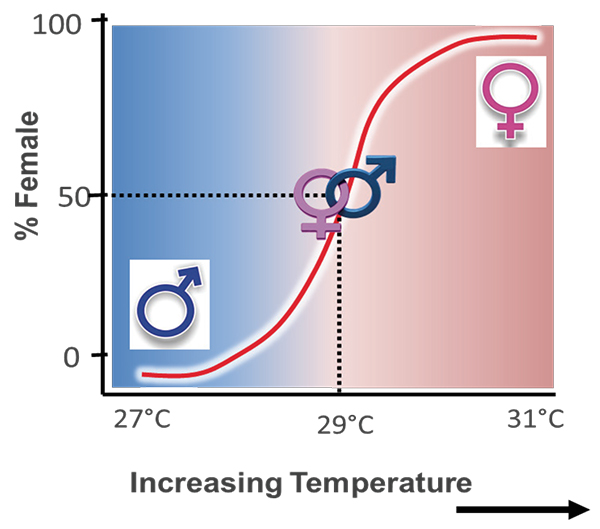 100
% Female
50
0
27°C
29°C
31°C
Increasing Temperature